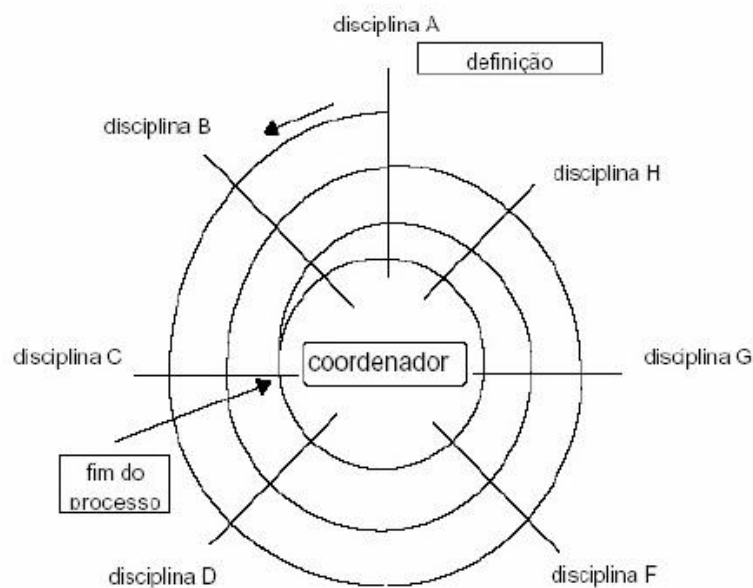 disciplina A
definição
disciplina B
disciplina H
disciplina C
coordenador
disciplina G
fim do
processo
disciplina D
disciplina F